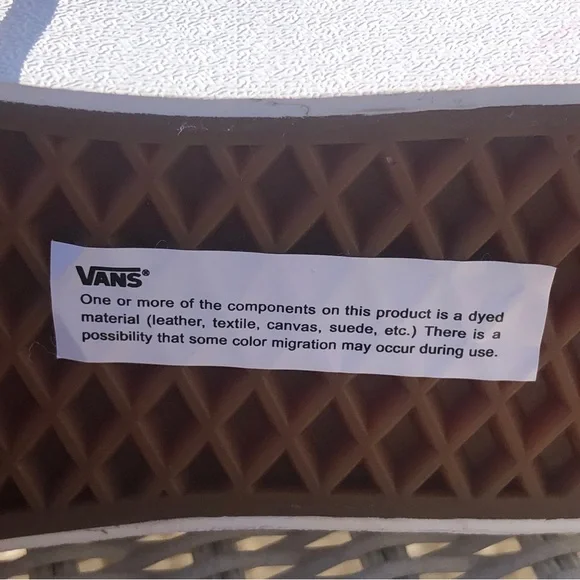 VANS®
One or more of the components on this product is a dyed
material (leather, textile, canvas, suede, etc.) There is a
possibility that some color migration may occur during use.